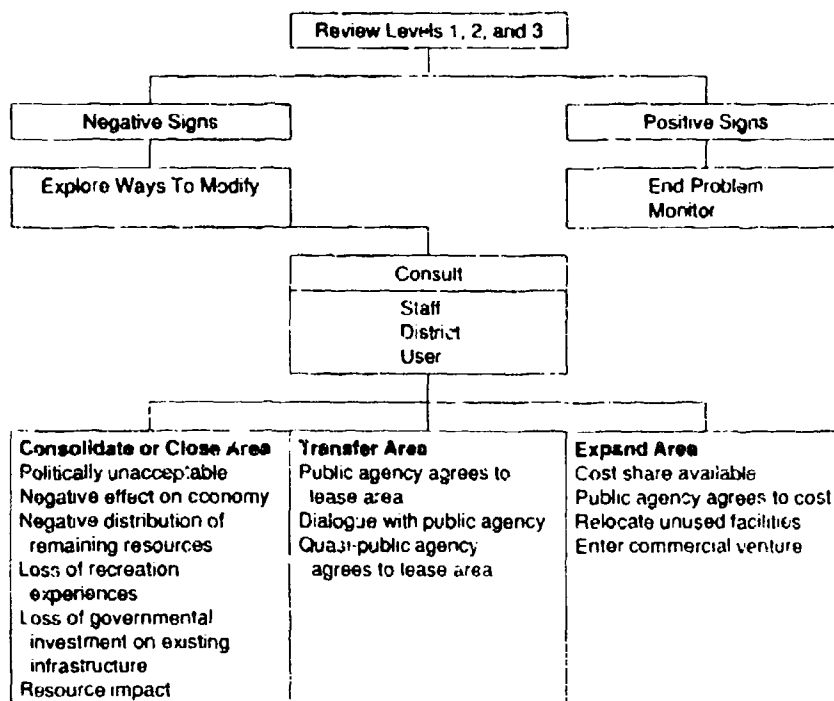 Review Levels 1, 2, and 3
Negative Signs
Positive Signs
Explore Ways To Modify
End Problem
Monitor
Consult
Staff
District
User
Consolidate or Close Area
Politically unacceptable
Negative effect on economy
Negative distribution of
remaining resources
Loss of recreation
experiences
Loss of governmental
investment on existing
infrastructure
Resource impact
Transfer Area
Public agency agrees to
lease area
Dialogue with public agency
Quasi-public agency
agrees to lease area
Expand Area
Cost share available
Public agency agrees to cost
Relocate unused facilities
Enter commercial venture